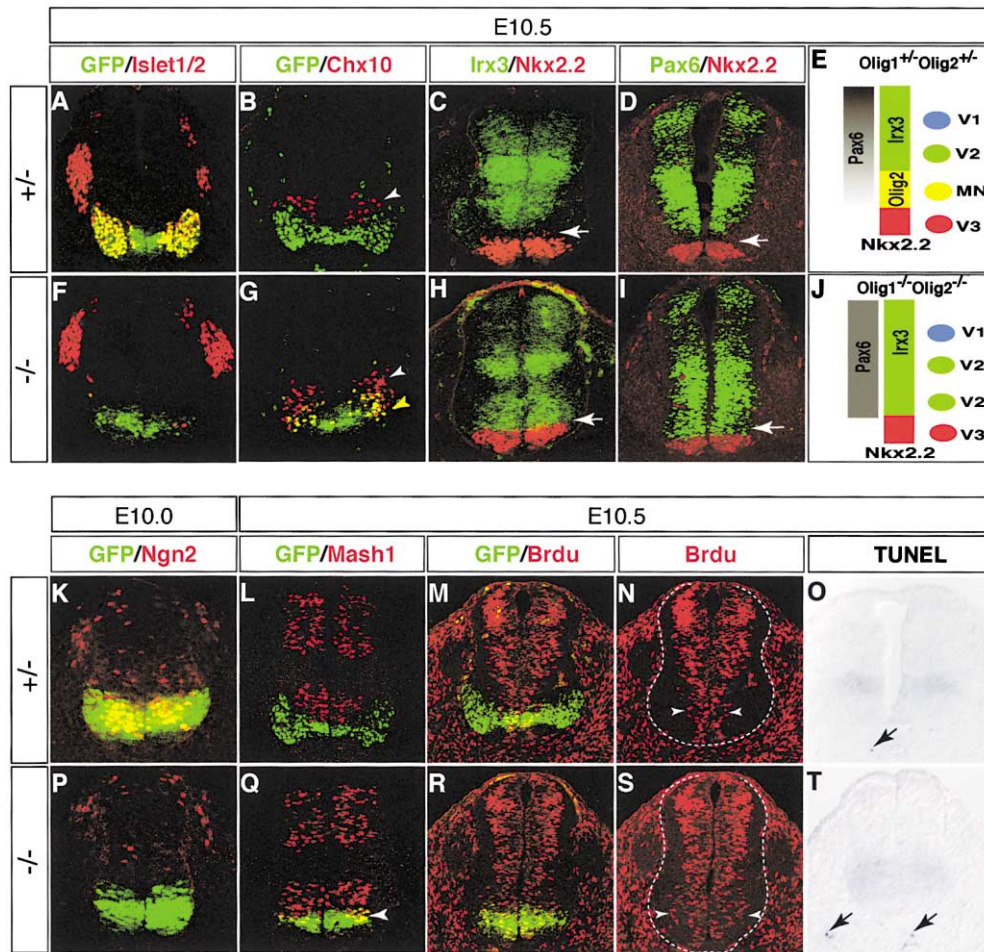 E10.5
GFP/Islet1/2 GFP/Chx10 Irx3/Nkx2.2 Pax6/Nkx2.2
E Olig1+/-Olig2+/-
+/- A B C D
Pax6 Irx3 Olig2 V1
V2
MN
V3
Nkx2.2
-/- F G H I
J Olig1-/-Olig2-/-
Pax6 Irx3 V1
V2
V2
V3
Nkx2.2
E10.0 E10.5
GFP/Ngn2 GFP/Mash1 GFP/Brdu Brdu TUNEL
+/- K L M N O
-/- P Q R S T